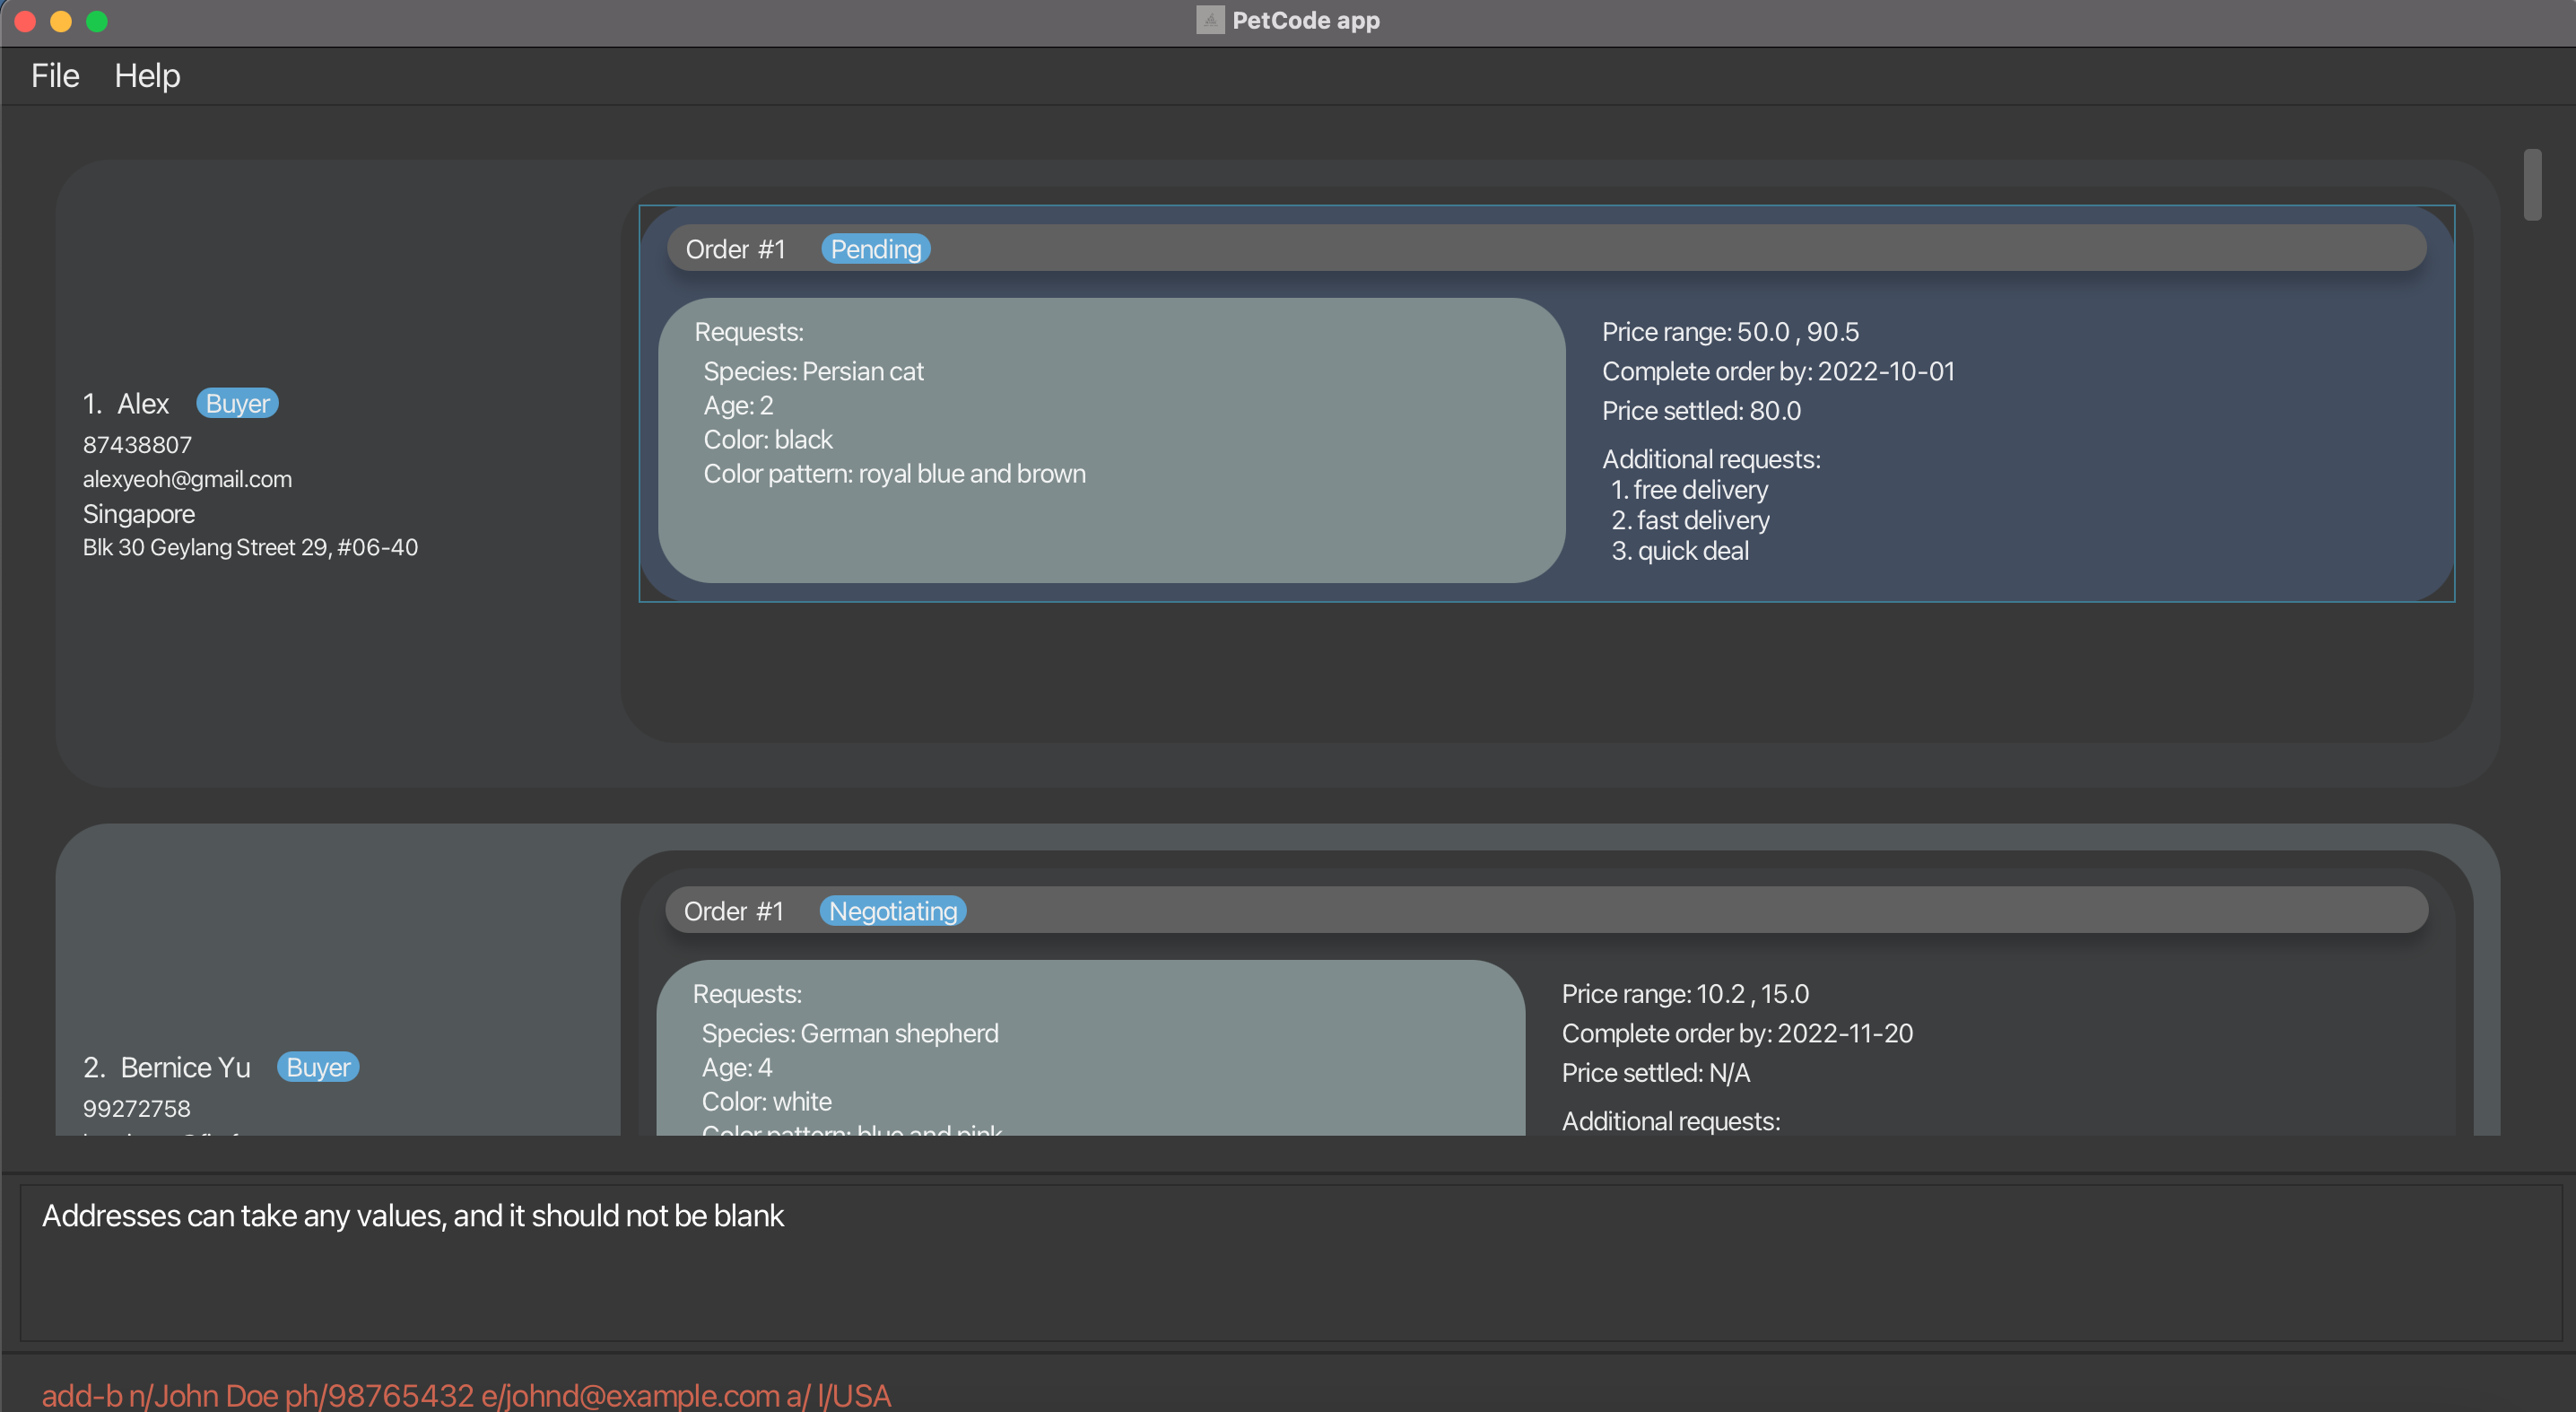 PetCode app
File Help
Order #1 Pending
Requests:
Species: Persian cat
Age: 2
Color: black
Color pattern: royal blue and brown
Price range: 50.0 , 90.5
Complete order by: 2022-10-01
Price settled: 80.0
Additional requests:
1. free delivery
2. fast delivery
3. quick deal
1. Alex Buyer
87438807
alexyeoh@gmail.com
Singapore
Blk 30 Geylang Street 29, #06-40
Order #1 Negotiating
Requests:
Species: German shepherd
Age: 4
Color: white
Color pattern: blue and pink
Price range: 10.2 , 15.0
Complete order by: 2022-11-20
Price settled: N/A
Additional requests:
2. Bernice Yu Buyer
99272758
Addresses can take any values, and it should not be blank
add-b n/John Doe ph/98765432 e/johnd@example.com a/ l/USA